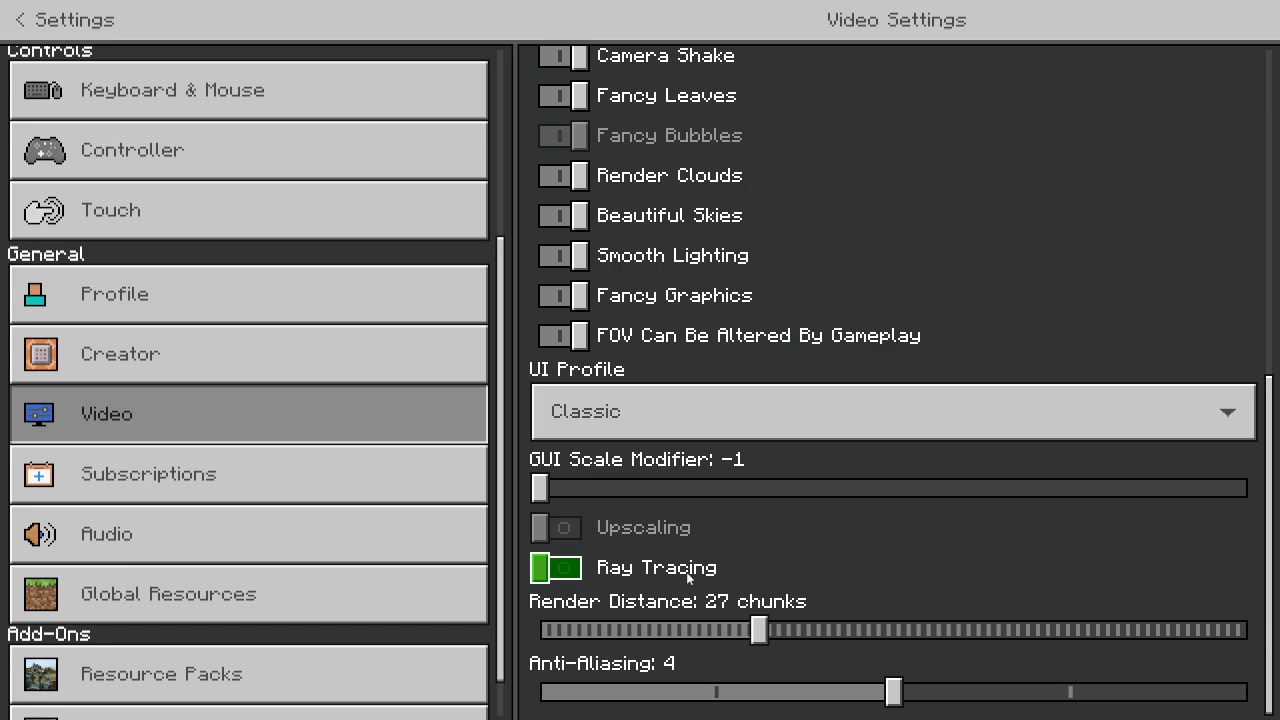 Settings
Video Settings
Controls
Keyboard & Mouse
Controller
Touch
General
Profile
Creator
Video
Subscriptions
Audio
Global Resources
Add-Ons
Resource Packs
Camera Shake
Fancy Leaves
Fancy Bubbles
Render Clouds
Beautiful Skies
Smooth Lighting
Fancy Graphics
FOV Can Be Altered By Gameplay
UI Profile
Classic
GUI Scale Modifier: -1
Upscaling
Ray Tracing
Render Distance: 27 chunks
Anti-Aliasing: 4